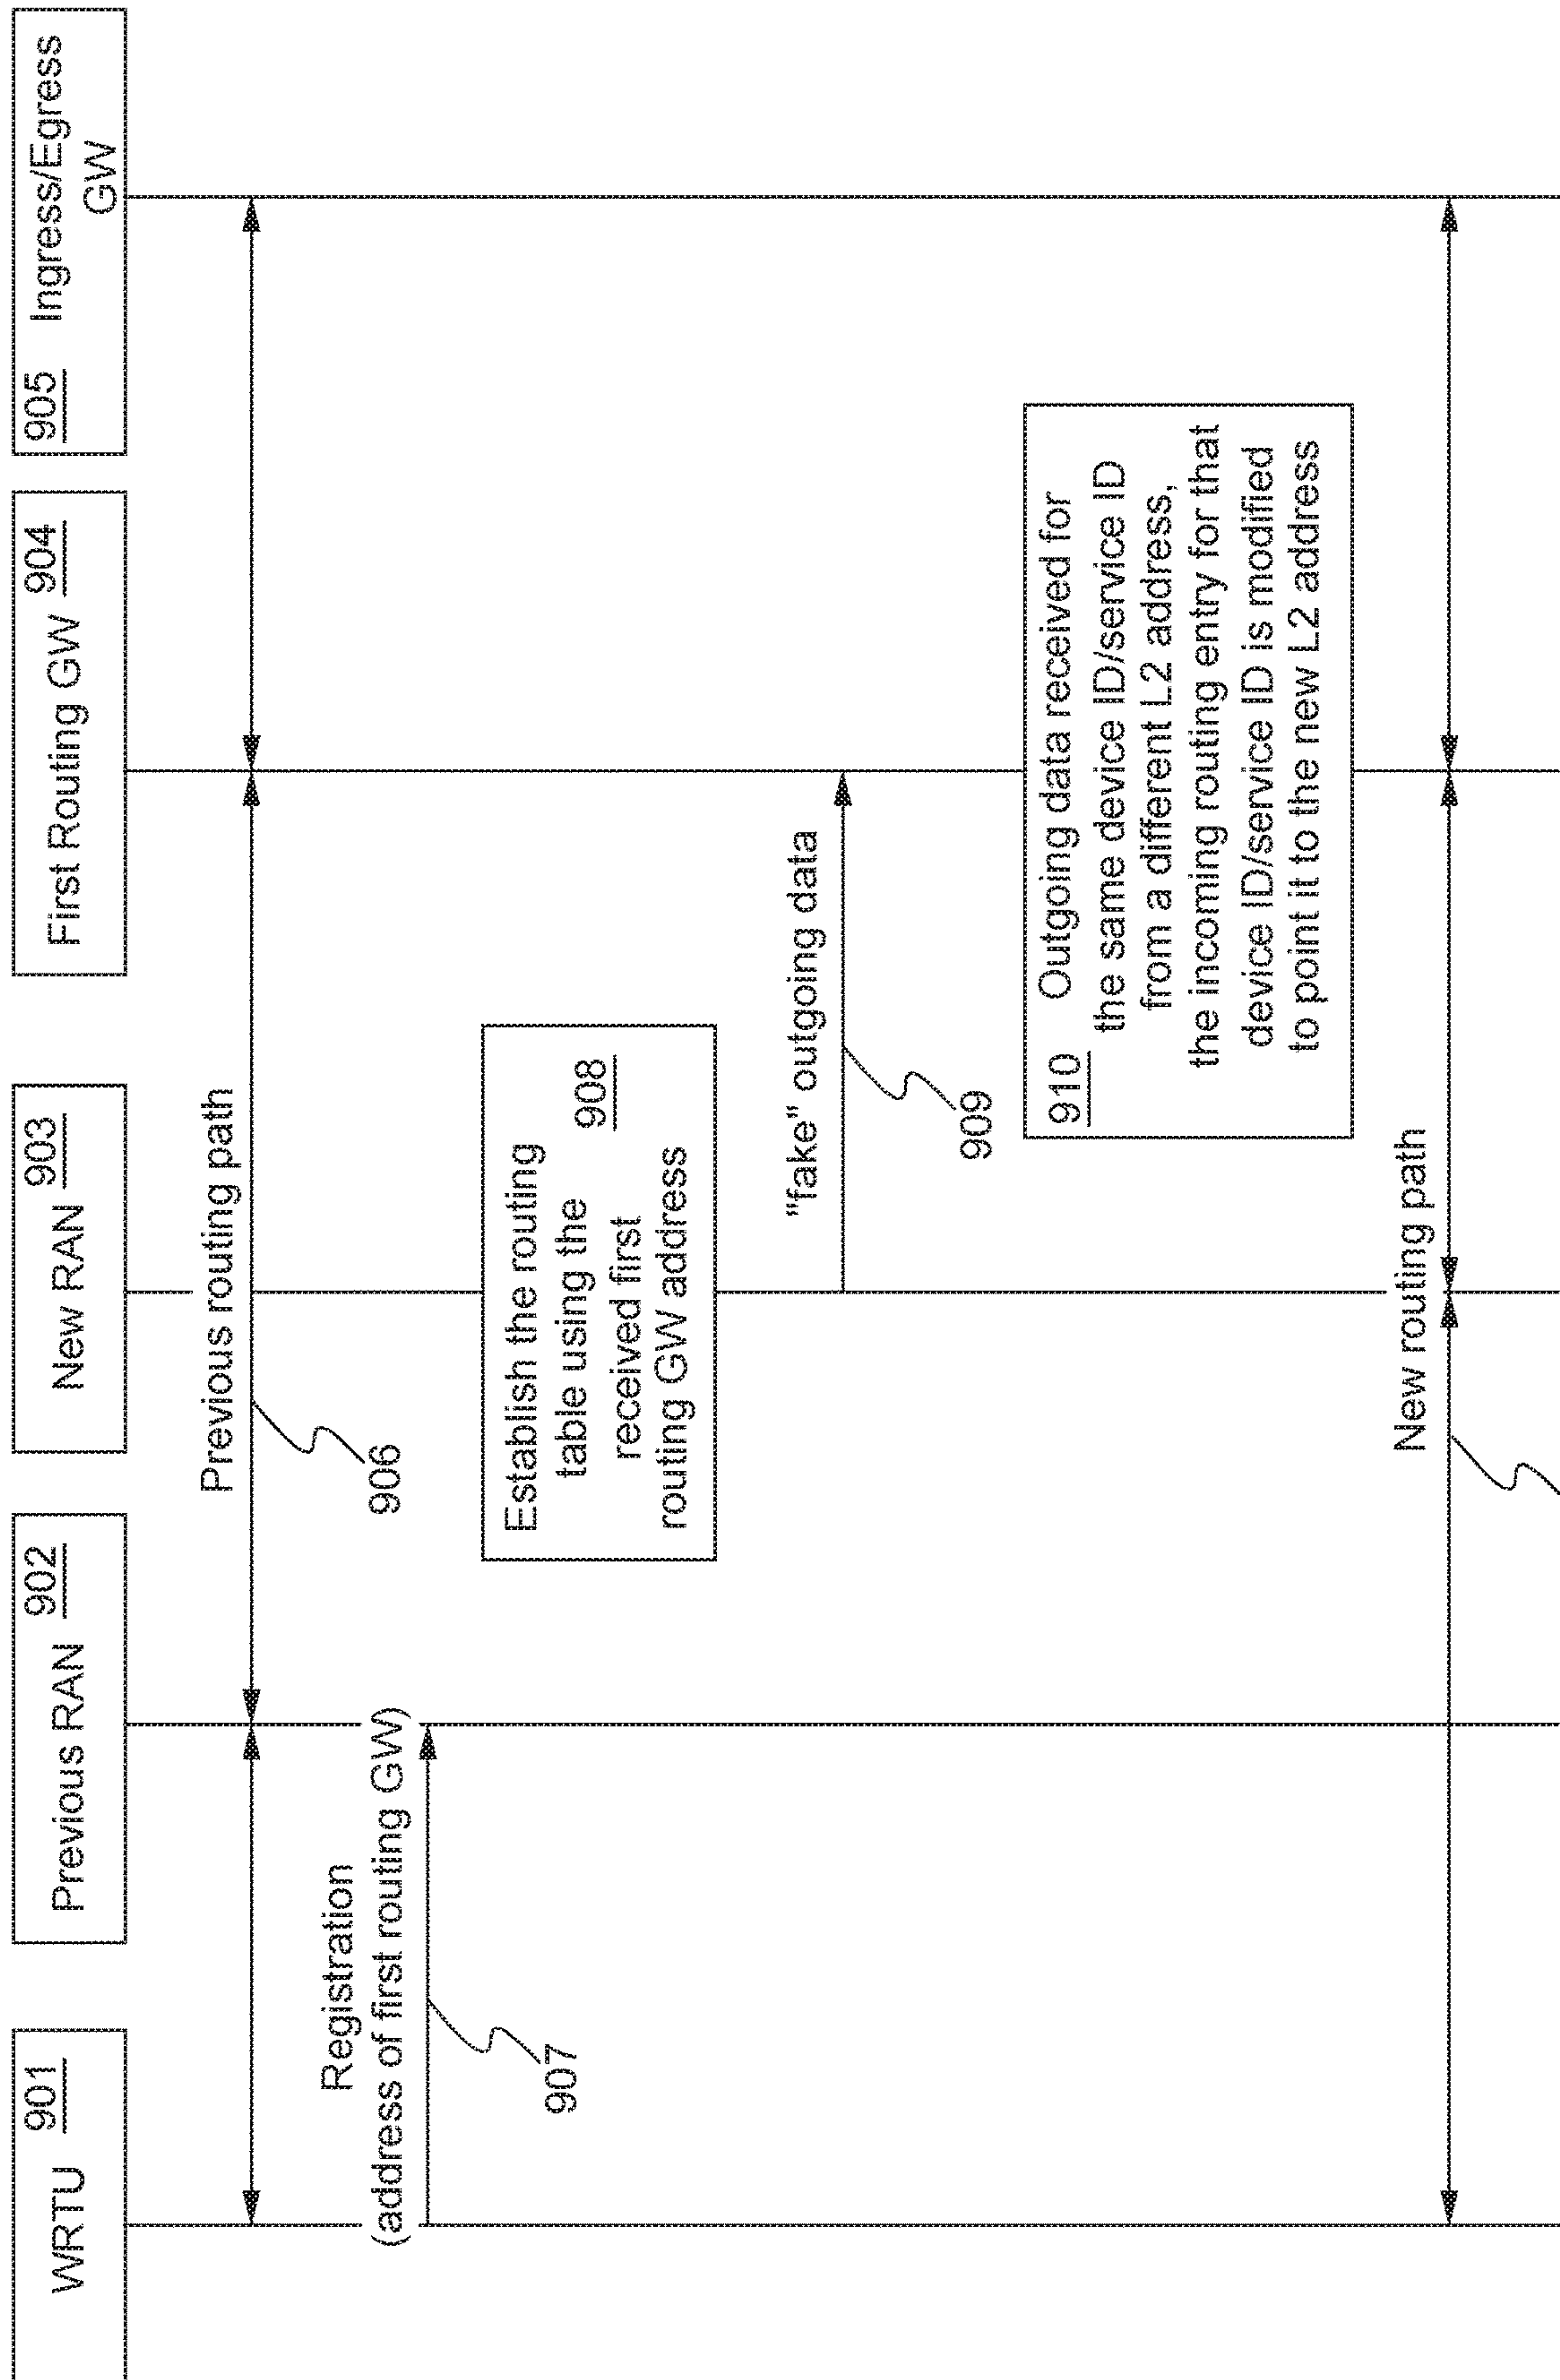 WRTU 901
Previous RAN 902
New RAN 903
First Routing GW 904
905 Ingress/Egress
GW
Previous routing path
906
Registration
(address of first routing GW)
907
Establish the routing
table using the 908
received first
routing GW address
"fake" outgoing data
909
910 Outgoing data received for
the same device ID/service ID
from a different L2 address,
the incoming routing entry for that
device ID/service ID is modified
to point it to the new L2 address
New routing path